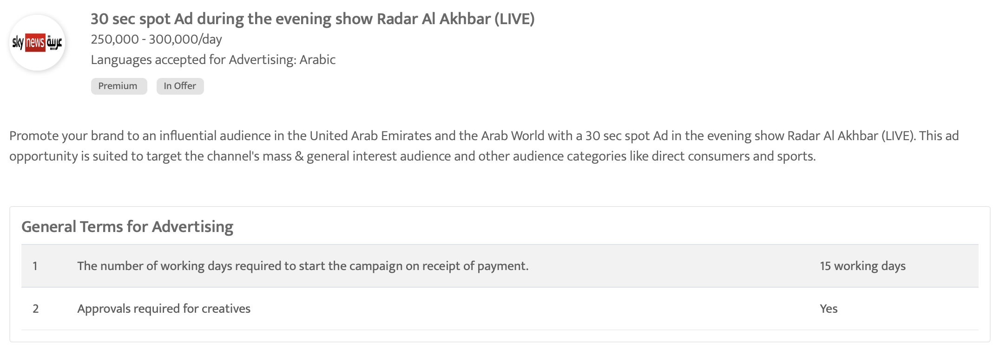 sky news عربية
30 sec spot Ad during the evening show Radar Al Akhbar (LIVE)
250,000 - 300,000/day
Languages accepted for Advertising: Arabic
Premium In Offer
Promote your brand to an influential audience in the United Arab Emirates and the Arab World with a 30 sec spot Ad in the evening show Radar Al Akhbar (LIVE). This ad
opportunity is suited to target the channel's mass & general interest audience and other audience categories like direct consumers and sports.
General Terms for Advertising
1 The number of working days required to start the campaign on receipt of payment. 15 working days
2 Approvals required for creatives Yes